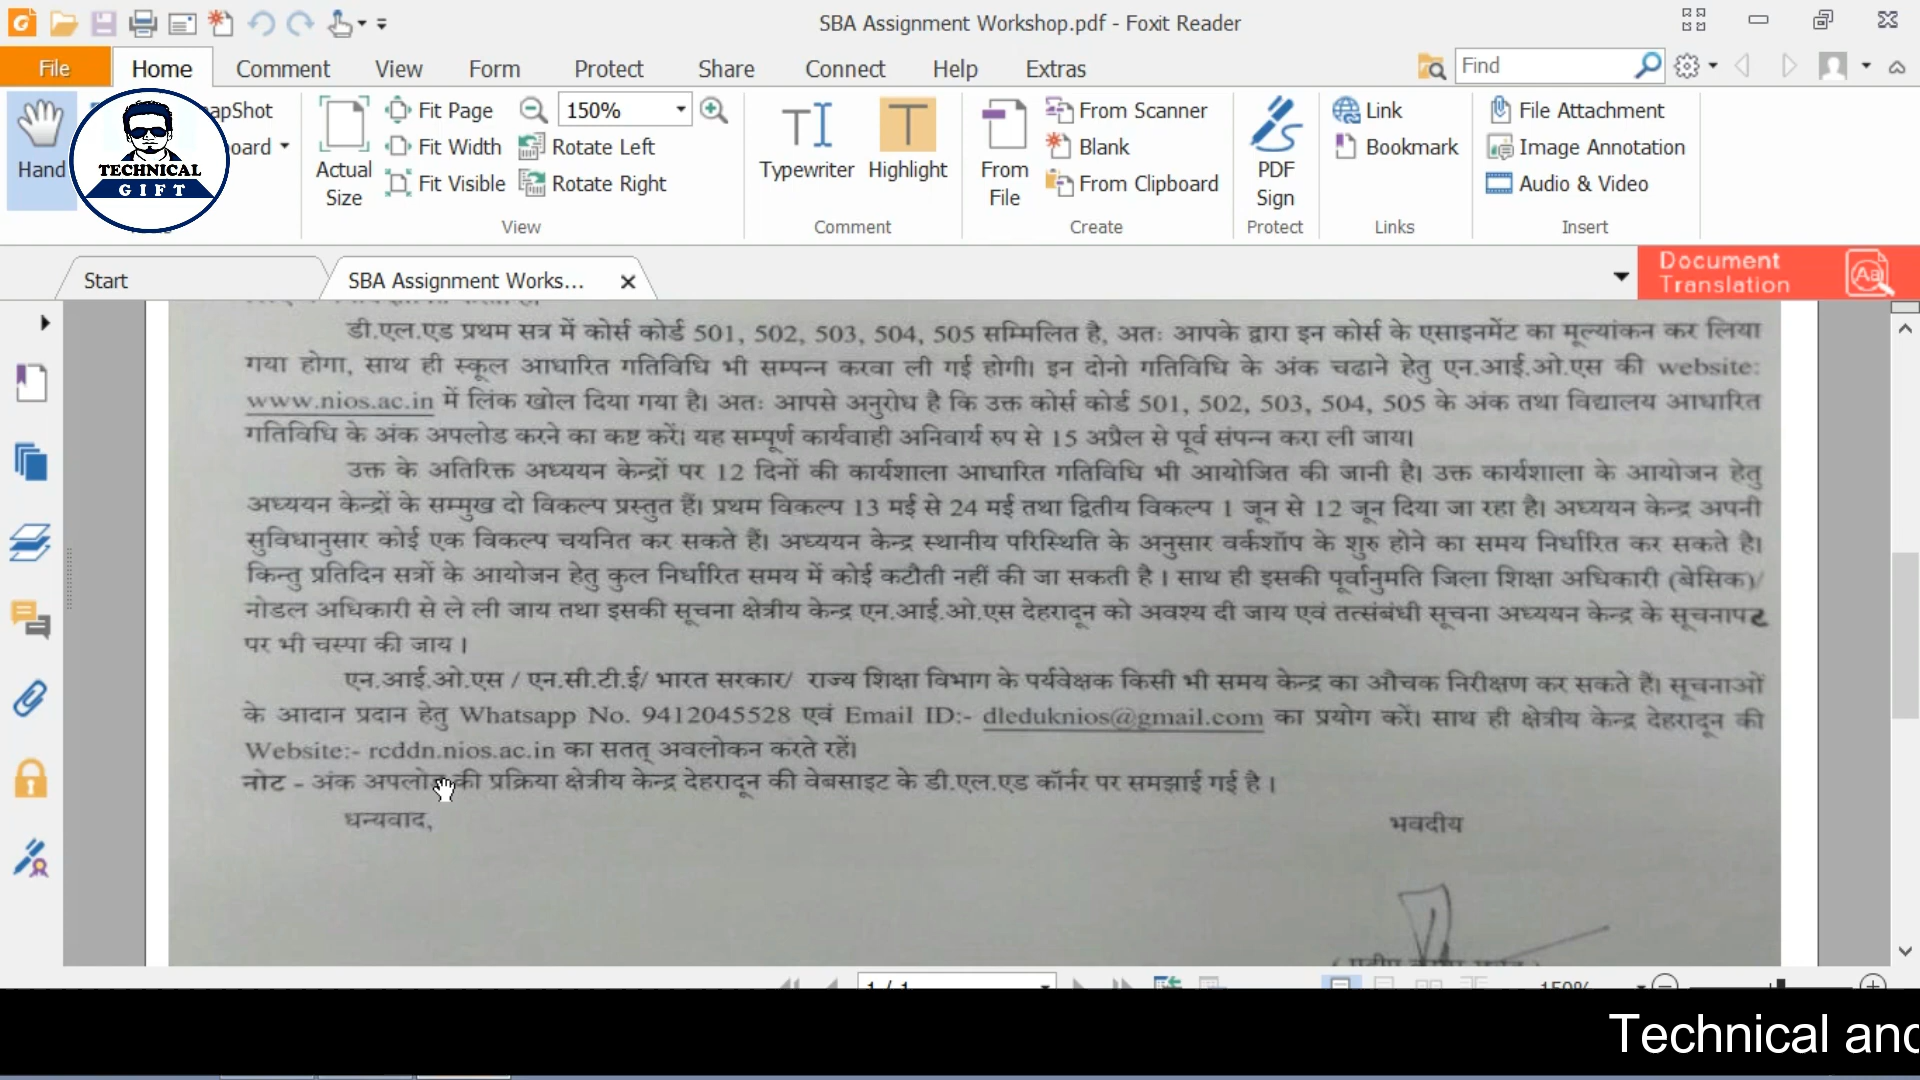 SBA Assignment Workshop.pdf - Foxit Reader
File Home Comment View Form Protect Share Connect Help Extras Find
Hand
TECHNICAL
GIFT
Actual Size
Fit Page
Fit Width
Fit Visible
150%
Rotate Left
Rotate Right
View
Typewriter
Highlight
Comment
From File
From Scanner
Blank
From Clipboard
Create
PDF Sign
Protect
Link
Bookmark
Links
File Attachment
Image Annotation
Audio & Video
Insert
Start
SBA Assignment Works...
Document Translation
डी.एल.एड प्रथम सत्र में कोर्स कोर्ड 501, 502, 503, 504, 505 सम्मिलित है, अतः आपके द्वारा इन कोर्स के एसाइनमेंट का मूल्यांकन कर लिया
गया होगा, साथ ही स्कूल आधारित गतिविधि भी सम्पन्न करवा ली गई होगी। इन दोनो गतिविधि के अंक चढाने हेतु एन.आई.ओ.एस की website:
www.nios.ac.in में लिंक खोल दिया गया है। अतः आपसे अनुरोध है कि उक्त कोर्स कोर्ड 501, 502, 503, 504, 505 के अंक तथा विद्यालय आधारित
गतिविधि के अंक अपलोड करने का कष्ट करें। यह सम्पूर्ण कार्यवाही अनिवार्य रुप से 15 अप्रैल से पूर्व संपन्न करा ली जाय।
उक्त के अतिरिक्त अध्ययन केन्द्रों पर 12 दिनों की कार्यशाला आधारित गतिविधि भी आयोजित की जानी है। उक्त कार्यशाला के आयोजन हेतु
अध्ययन केन्द्रों के सम्मुख दो विकल्प प्रस्तुत हैं। प्रथम विकल्प 13 मई से 24 मई तथा द्वितीय विकल्प 1 जून से 12 जून दिया जा रहा है। अध्ययन केन्द्र अपनी
सुविधानुसार कोई एक विकल्प चयनित कर सकते हैं। अध्ययन केन्द्र स्थानीय परिस्थिति के अनुसार वर्कशॉप के शुरु होने का समय निर्धारित कर सकते है।
किन्तु प्रतिदिन सत्रों के आयोजन हेतु कुल निर्धारित समय में कोई कटौती नहीं की जा सकती है । साथ ही इसकी पूर्वानुमति जिला शिक्षा अधिकारी (बेसिक)/
नोडल अधिकारी से ले ली जाय तथा इसकी सूचना क्षेत्रीय केन्द्र एन.आई.ओ.एस देहरादून को अवश्य दी जाय एवं तत्संबंधी सूचना अध्ययन केन्द्र के सूचनापट
पर भी चस्पा की जाय ।
एन.आई.ओ.एस / एन.सी.टी.ई/ भारत सरकार/ राज्य शिक्षा विभाग के पर्यवेक्षक किसी भी समय केन्द्र का औचक निरीक्षण कर सकते हैं। सूचनाओं
के आदान प्रदान हेतु Whatsapp No. 9412045528 एवं Email ID:- dleduknios@gmail.com का प्रयोग करें। साथ ही क्षेत्रीय केन्द्र देहरादून की
Website:- rcddn.nios.ac.in का सतत् अवलोकन करते रहें।
नोट - अंक अपलोड की प्रक्रिया क्षेत्रीय केन्द्र देहरादून की वेबसाइट के डी.एल.एड कॉर्नर पर समझाई गई है ।
धन्यवाद,
भवदीय
1 / 1
150%
Technical and